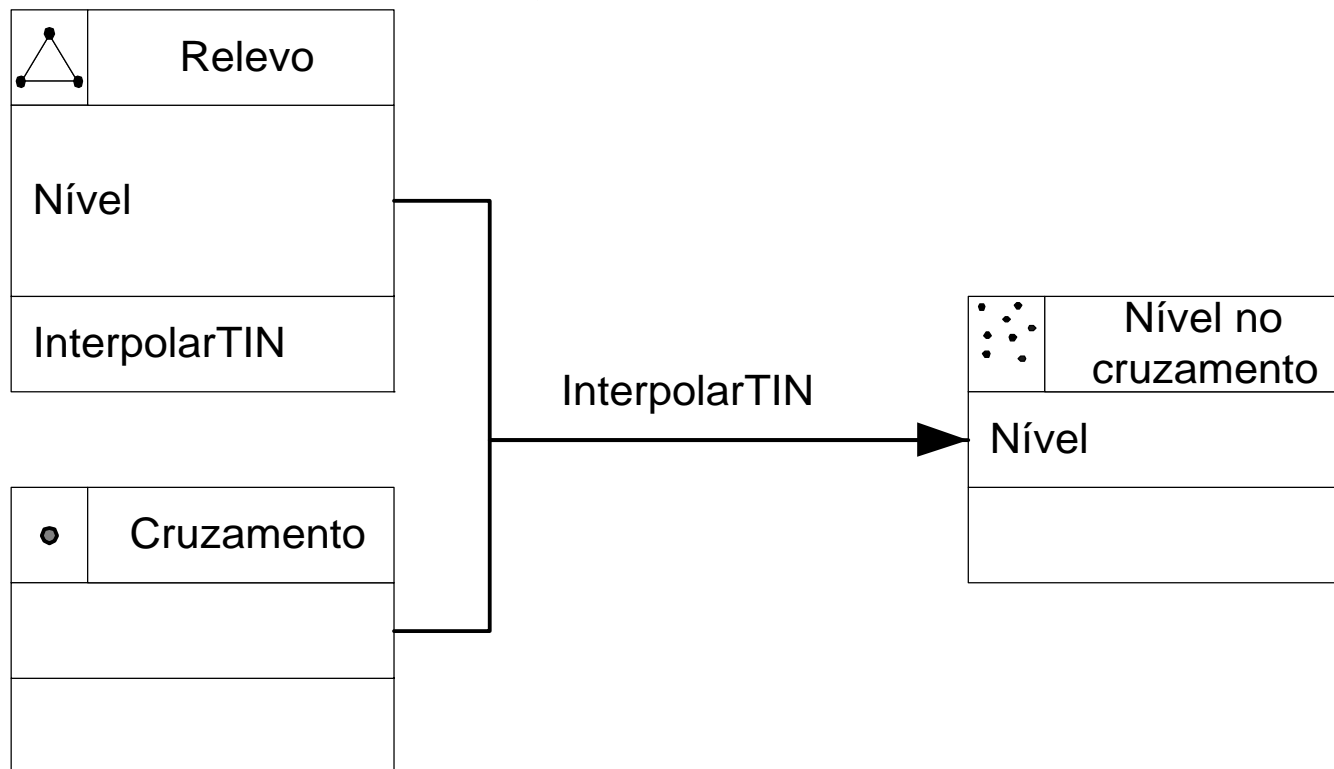 Relevo
Nível
InterpolarTIN
Cruzamento
InterpolarTIN
Nível no
cruzamento
Nível